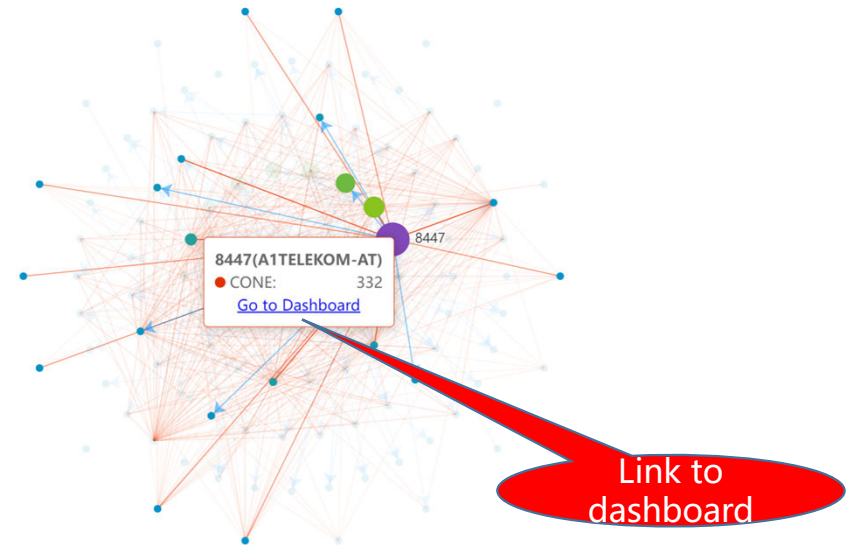 8447
8447(A1TELEKOM-AT)
CONE: 332
Go to Dashboard
Link to
dashboard